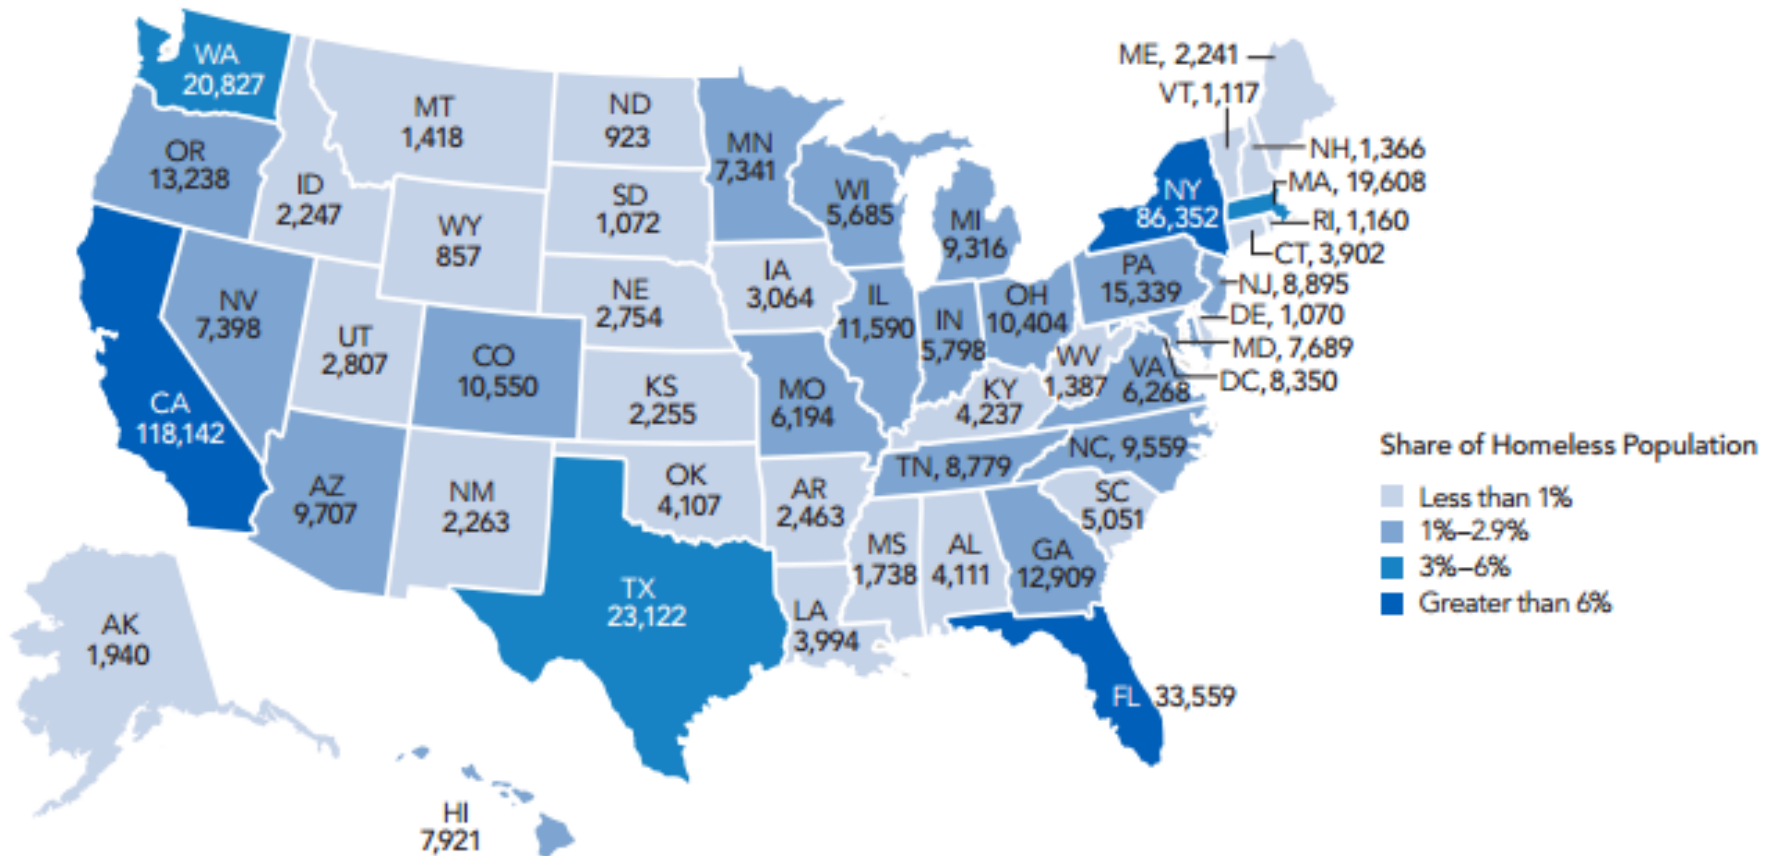 WA
20,827
OR
13,238
CA
118,142
NV
7,398
ID
2,247
MT
1,418
WY
857
UT
2,807
AZ
9,707
CO
10,550
NM
2,263
ND
923
SD
1,072
NE
2,754
KS
2,255
OK
4,107
TX
23,122
MN
7,341
IA
3,064
MO
6,194
AR
2,463
LA
3,994
WI
5,685
IL
11,590
MI
9,316
IN
5,798
OH
10,404
KY
4,237
TN, 8,779
MS
1,738
AL
4,111
GA
12,909
FL 33,559
SC
5,051
NC, 9,559
VA
6,268
WV
1,387
PA
15,339
NY
86,352
ME, 2,241
VT, 1,117
NH, 1,366
MA, 19,608
RI, 1,160
CT, 3,902
NJ, 8,895
DE, 1,070
MD, 7,689
DC, 8,350
AK
1,940
HI
7,921
Share of Homeless Population
Less than 1%
1%–2.9%
3%–6%
Greater than 6%